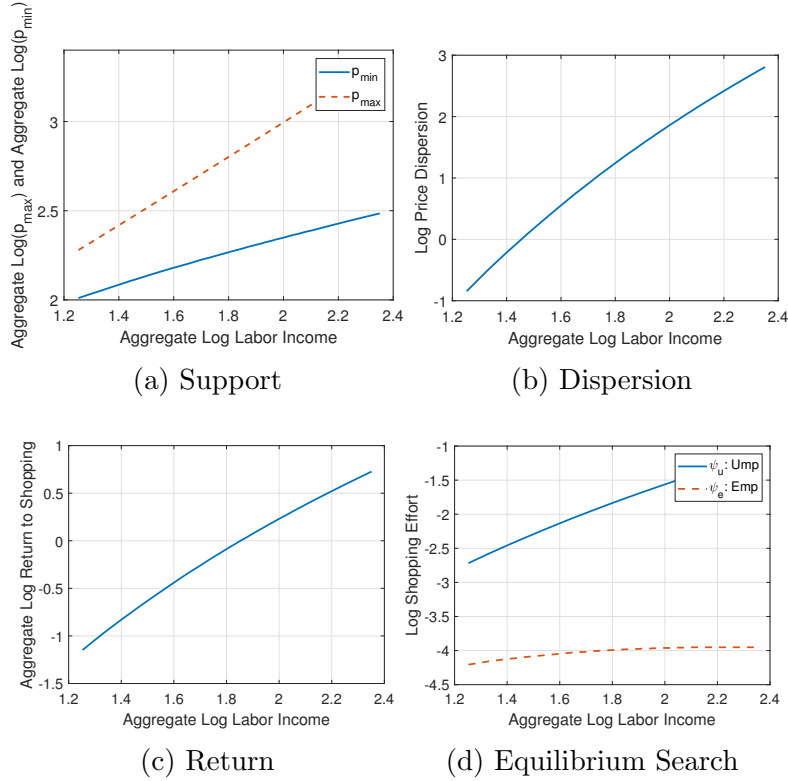 Aggregate Log(p_max) and Aggregate Log(p_min)
3
2.5
2
1.2 1.4 1.6 1.8 2 2.2 2.4
Aggregate Log Labor Income
p_min
p_max
(a) Support
Log Price Dispersion
3
2
1
0
-1
1.2 1.4 1.6 1.8 2 2.2 2.4
Aggregate Log Labor Income
(b) Dispersion
Aggregate Log Return to Shopping
1
0.5
0
-0.5
-1
-1.5
1.2 1.4 1.6 1.8 2 2.2 2.4
Aggregate Log Labor Income
(c) Return
Log Shopping Effort
-1
-1.5
-2
-2.5
-3
-3.5
-4
-4.5
1.2 1.4 1.6 1.8 2 2.2 2.4
Aggregate Log Labor Income
ψ_u: Ump
ψ_e: Emp
(d) Equilibrium Search